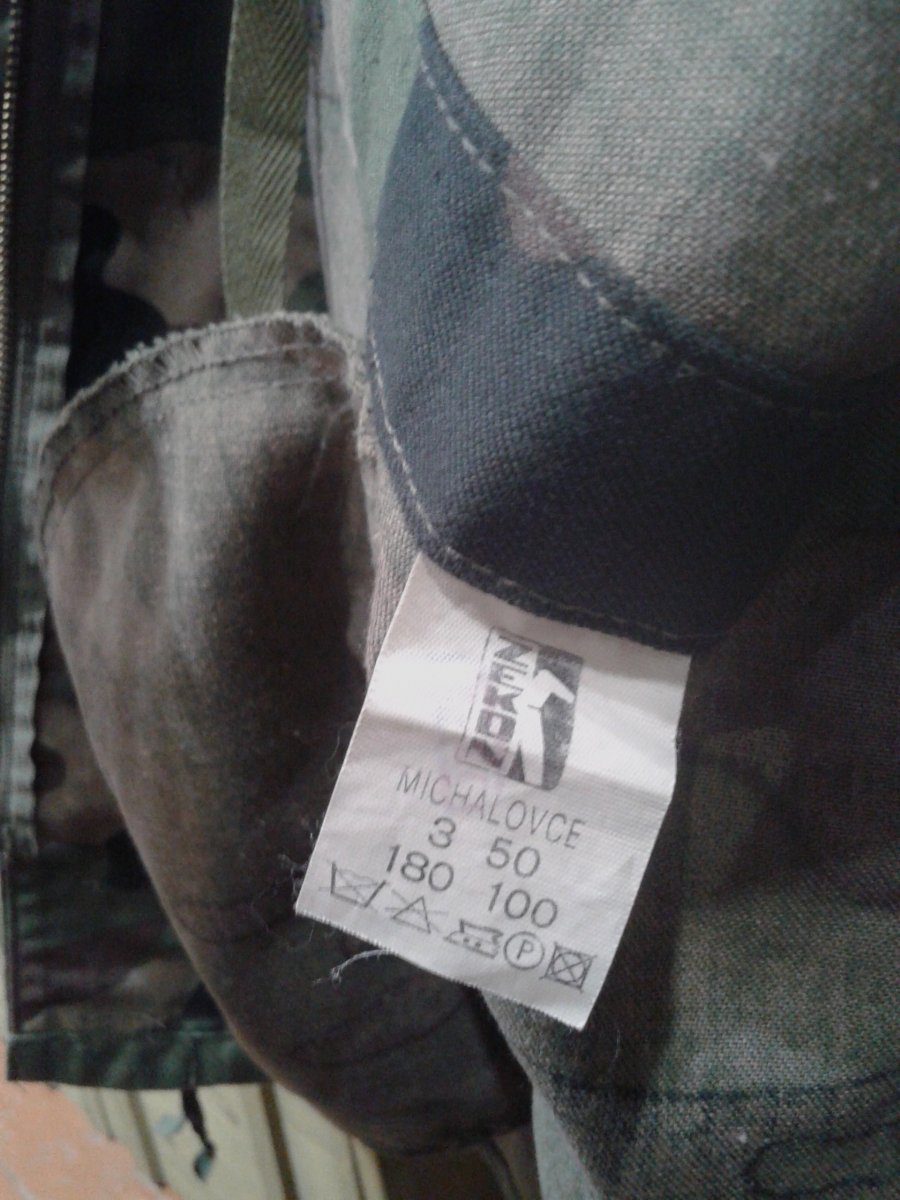 ZEKON
MICHALOVCE
3 50
180 100
P